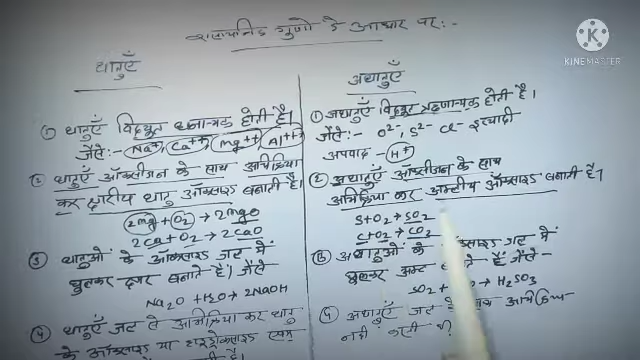 रासायनिक गुणों के आधार पर :-
धातुएँ
① धातुएँ विद्युत धनात्मक होती है।
जैसे:- Na⁺, Ca⁺⁺, Mg⁺⁺, Al⁺⁺⁺
② धातुएँ ऑक्सीजन के साथ अभिक्रिया
कर क्षारीय धातु ऑक्साइड बनाती है।
2mg + O2 → 2mgo
2Ca + O2 → 2CaO
③ धातुओं के ऑक्साइड जल में
घुलकर क्षार बनाते है। जैसे
Na2O + H2O → 2NaOH
④ धातुएँ जल से अभिक्रिया कर धातु
के ऑक्साइड या हाइड्रोक्साइड
अधातुएँ
① अधातुएँ विद्युत ऋणात्मक होती है।
जैसे:- O²⁻, S²⁻ Cl⁻ इत्यादी
अपवाद - H⁺
② अधातुएँ ऑक्सीजन के साथ
अभिक्रिया कर अम्लीय ऑक्साइड बनाती है।
S + O2 → SO2
C + O2 → CO2
③ अधातुओं के ऑक्साइड जल में
घुलकर अम्ल है जैसे-
SO2 + → H2SO3
④ अधातुएँ जल के साथ अभिक्रिया
नही करती
KINEMASTER